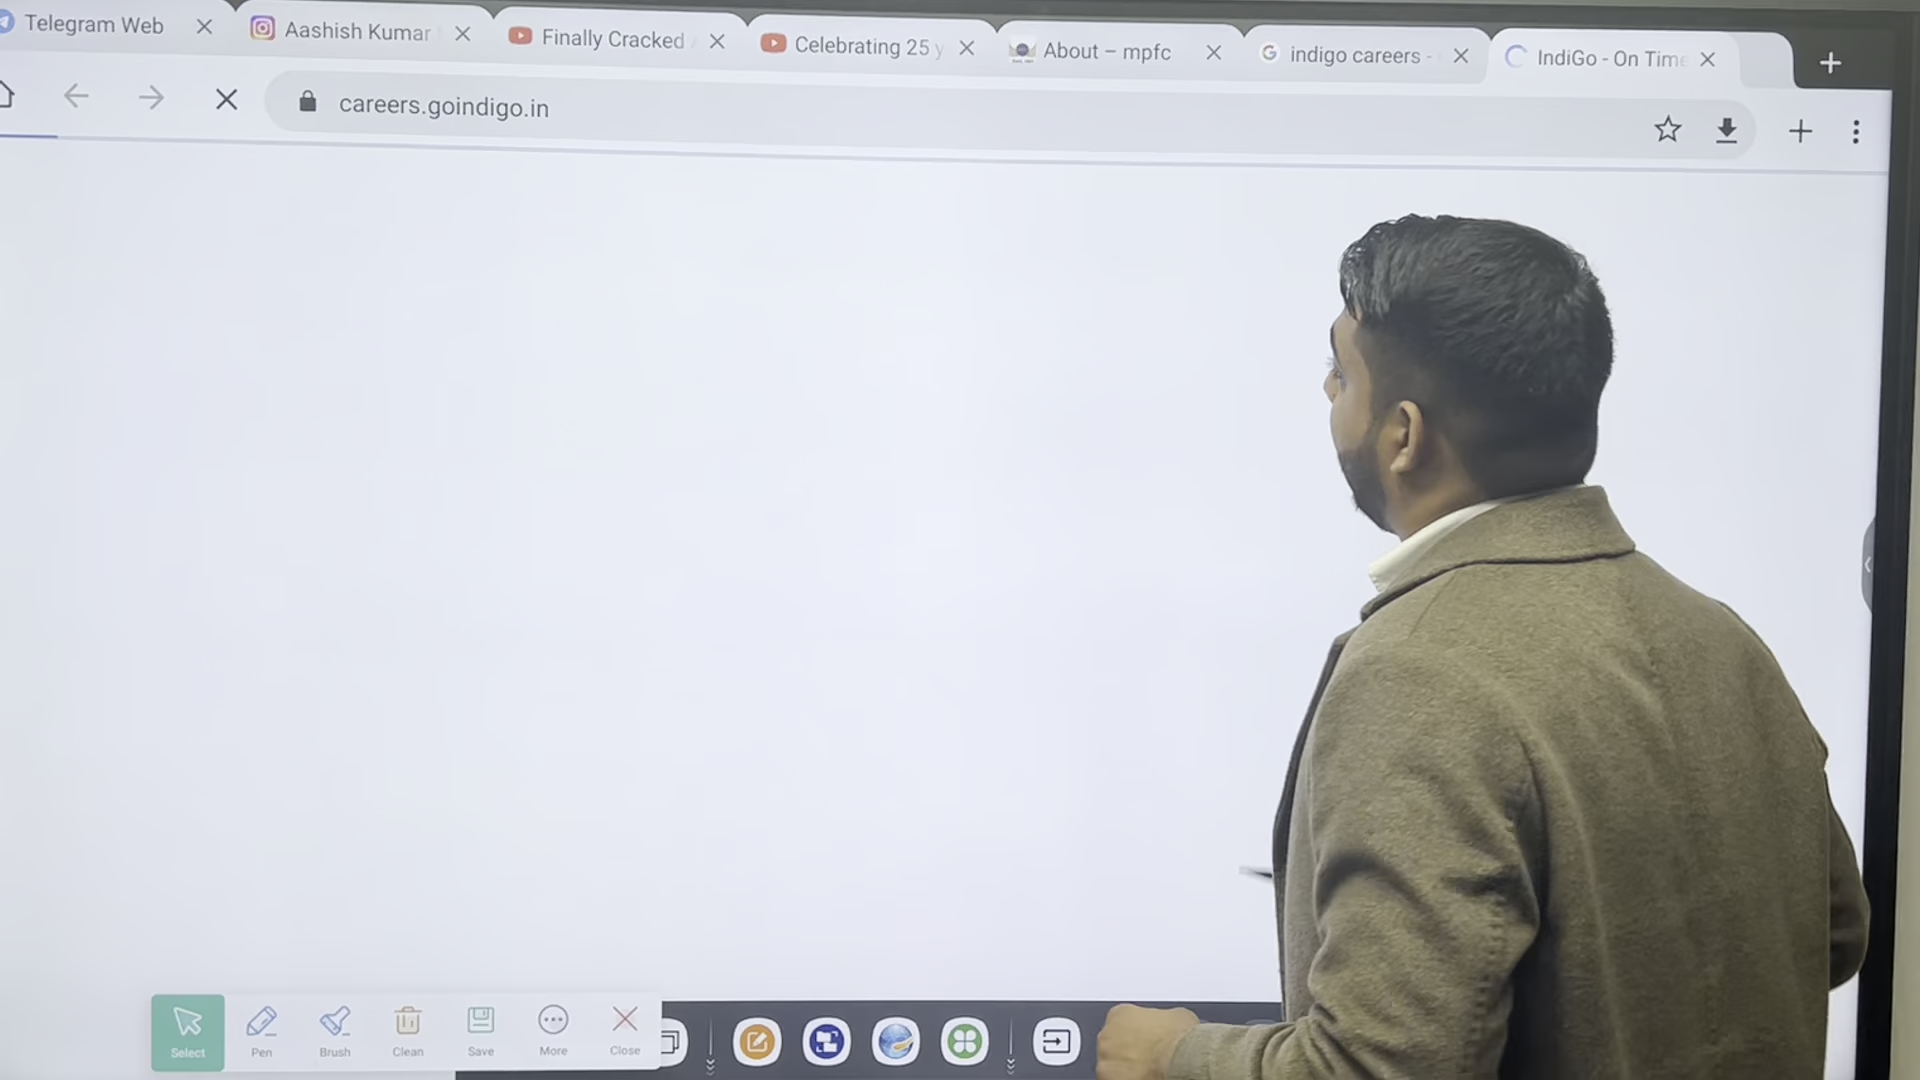 Telegram Web
Aashish Kumar
Finally Cracked
Celebrating 25 y
About – mpfc
indigo careers -
IndiGo - On Time
careers.goindigo.in
Select
Pen
Brush
Clean
Save
More
Close